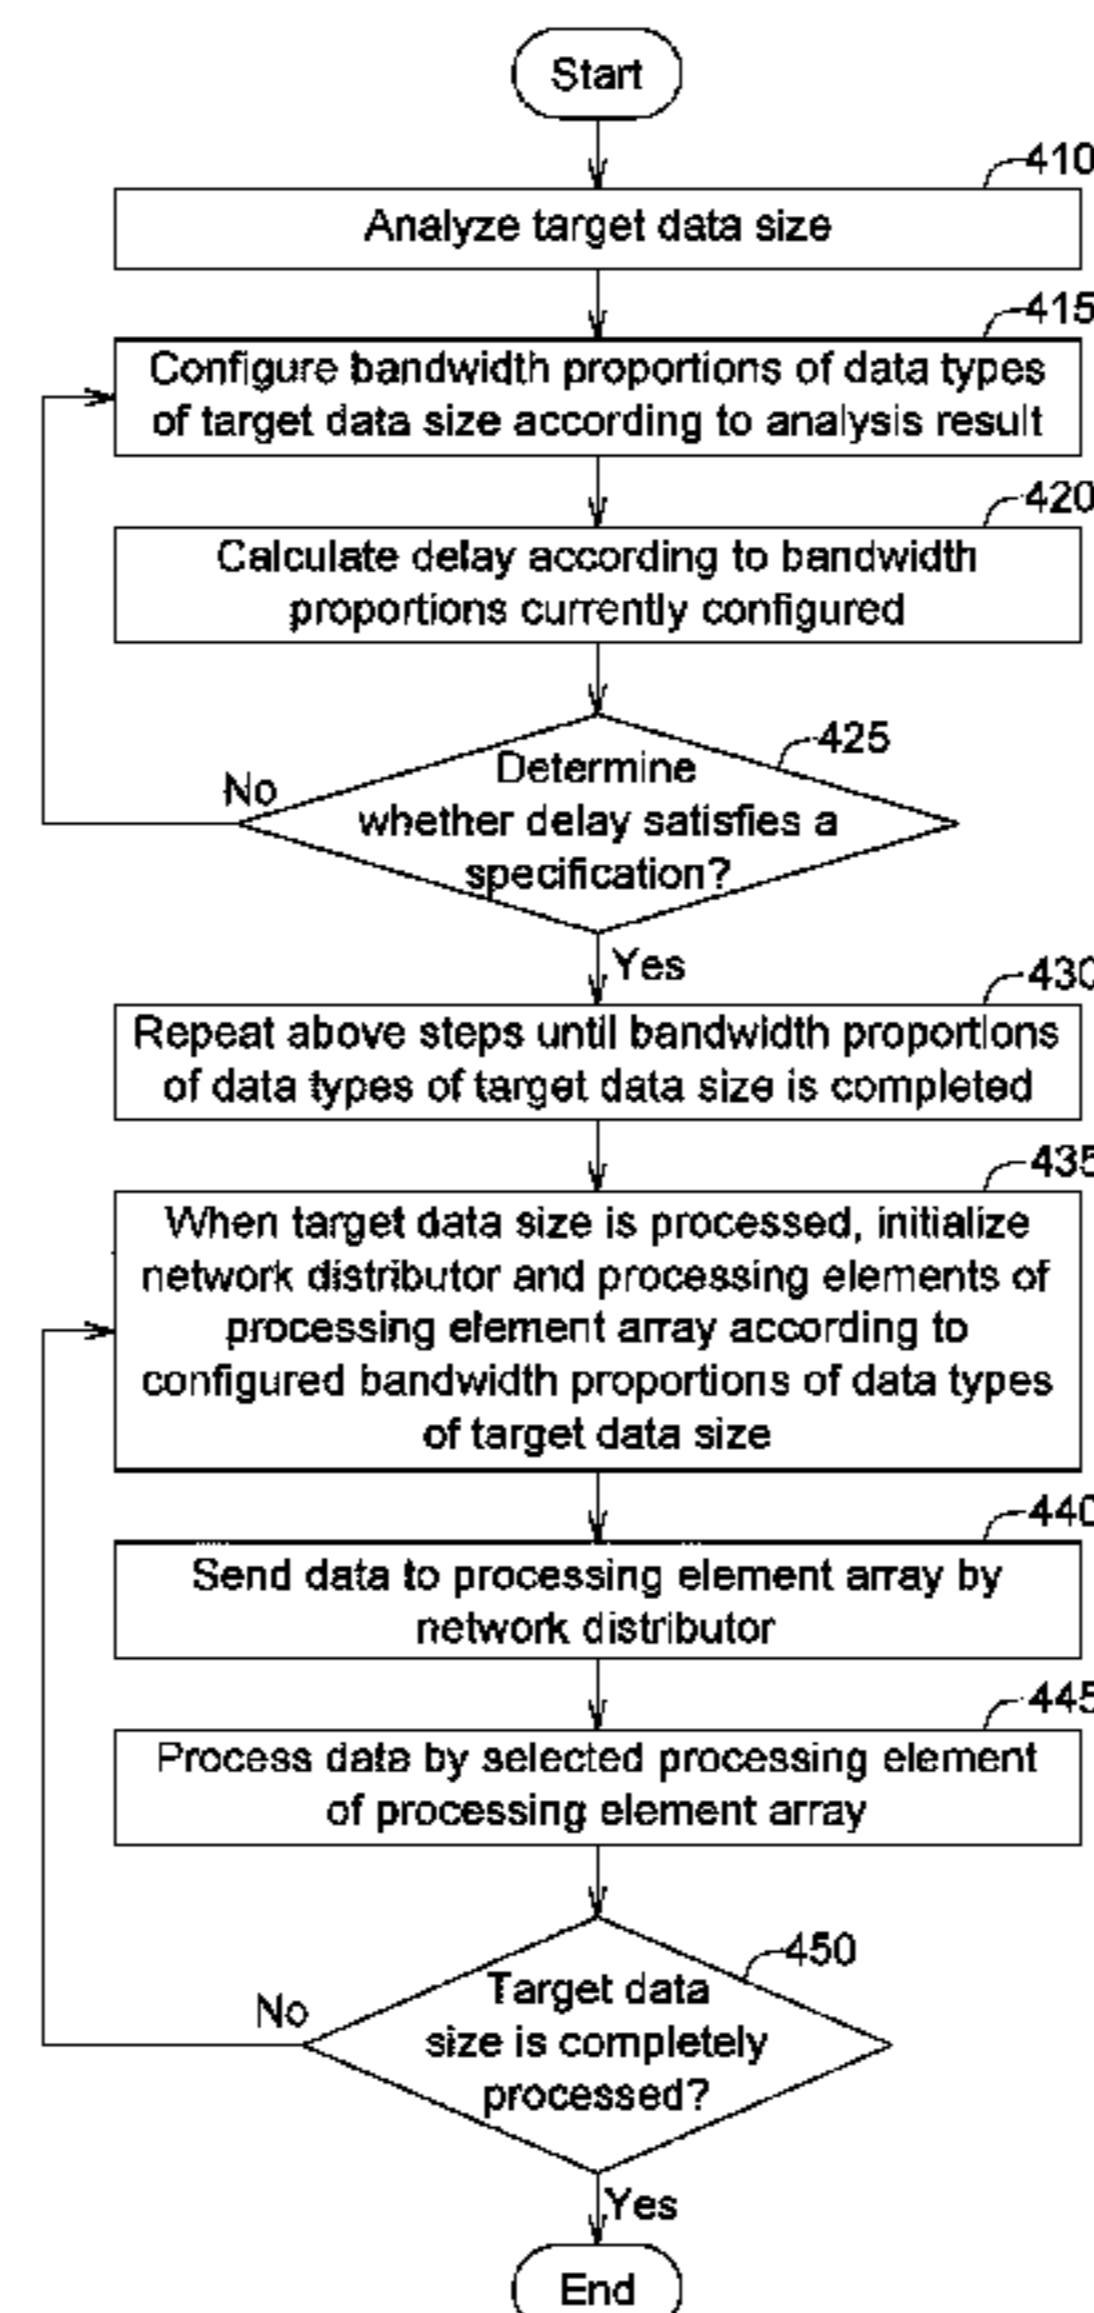 Start
410
Analyze target data size
415
Configure bandwidth proportions of data types
of target data size according to analysis result
420
Calculate delay according to bandwidth
proportions currently configured
425
Determine
whether delay satisfies a
specification?
No
Yes
430
Repeat above steps until bandwidth proportions
of data types of target data size is completed
435
When target data size is processed, initialize
network distributor and processing elements of
processing element array according to
configured bandwidth proportions of data types
of target data size
440
Send data to processing element array by
network distributor
445
Process data by selected processing element
of processing element array
450
Target data
size is completely
processed?
No
Yes
End